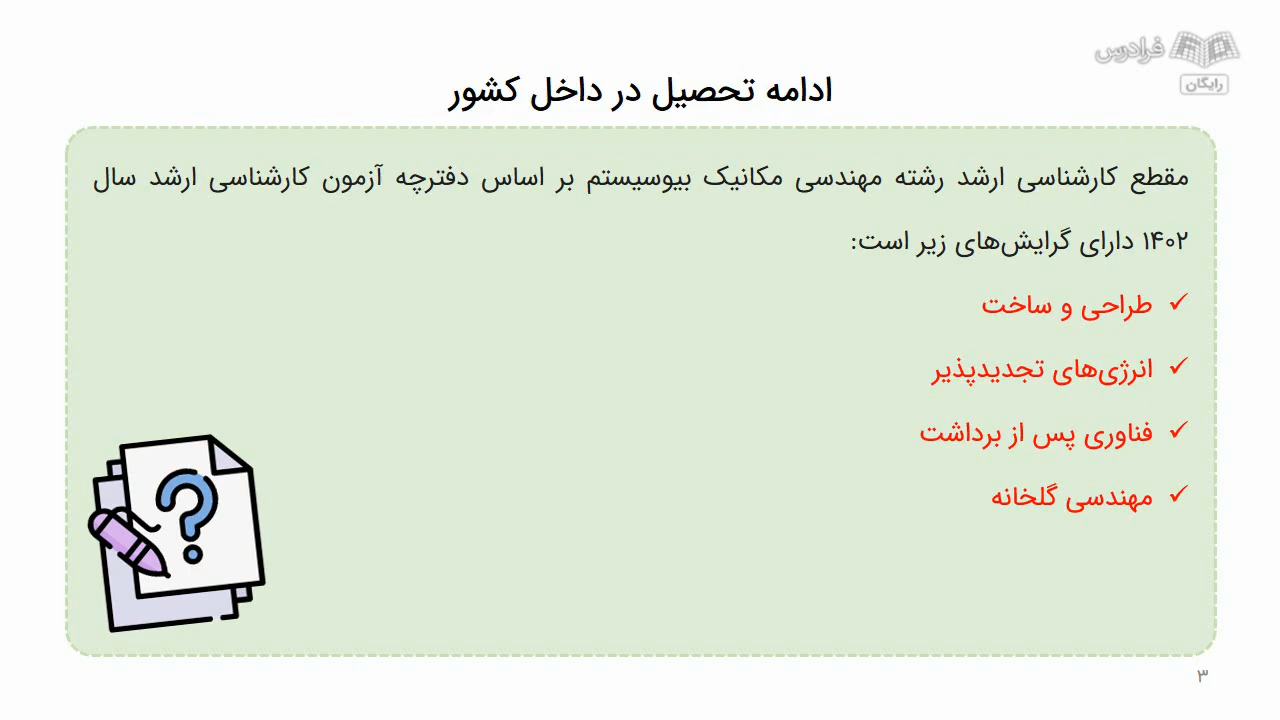 فرادرس
رایگان
ادامه تحصیل در داخل کشور
مقطع کارشناسی ارشد رشته مهندسی مکانیک بیوسیستم بر اساس دفترچه آزمون کارشناسی ارشد سال
۱۴۰۲ دارای گرایش‌های زیر است:
✓ طراحی و ساخت
✓ انرژی‌های تجدیدپذیر
✓ فناوری پس از برداشت
✓ مهندسی گلخانه
۳